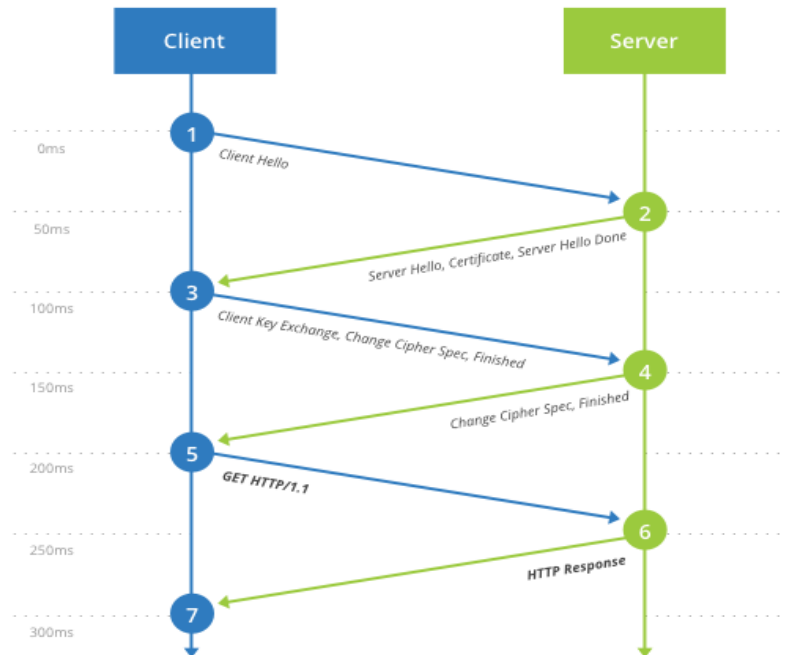 Client
Server
1
0ms
Client Hello
2
50ms
Server Hello, Certificate, Server Hello Done
3
100ms
Client Key Exchange, Change Cipher Spec, Finished
4
150ms
Change Cipher Spec, Finished
5
200ms
GET HTTP/1.1
6
250ms
HTTP Response
7
300ms